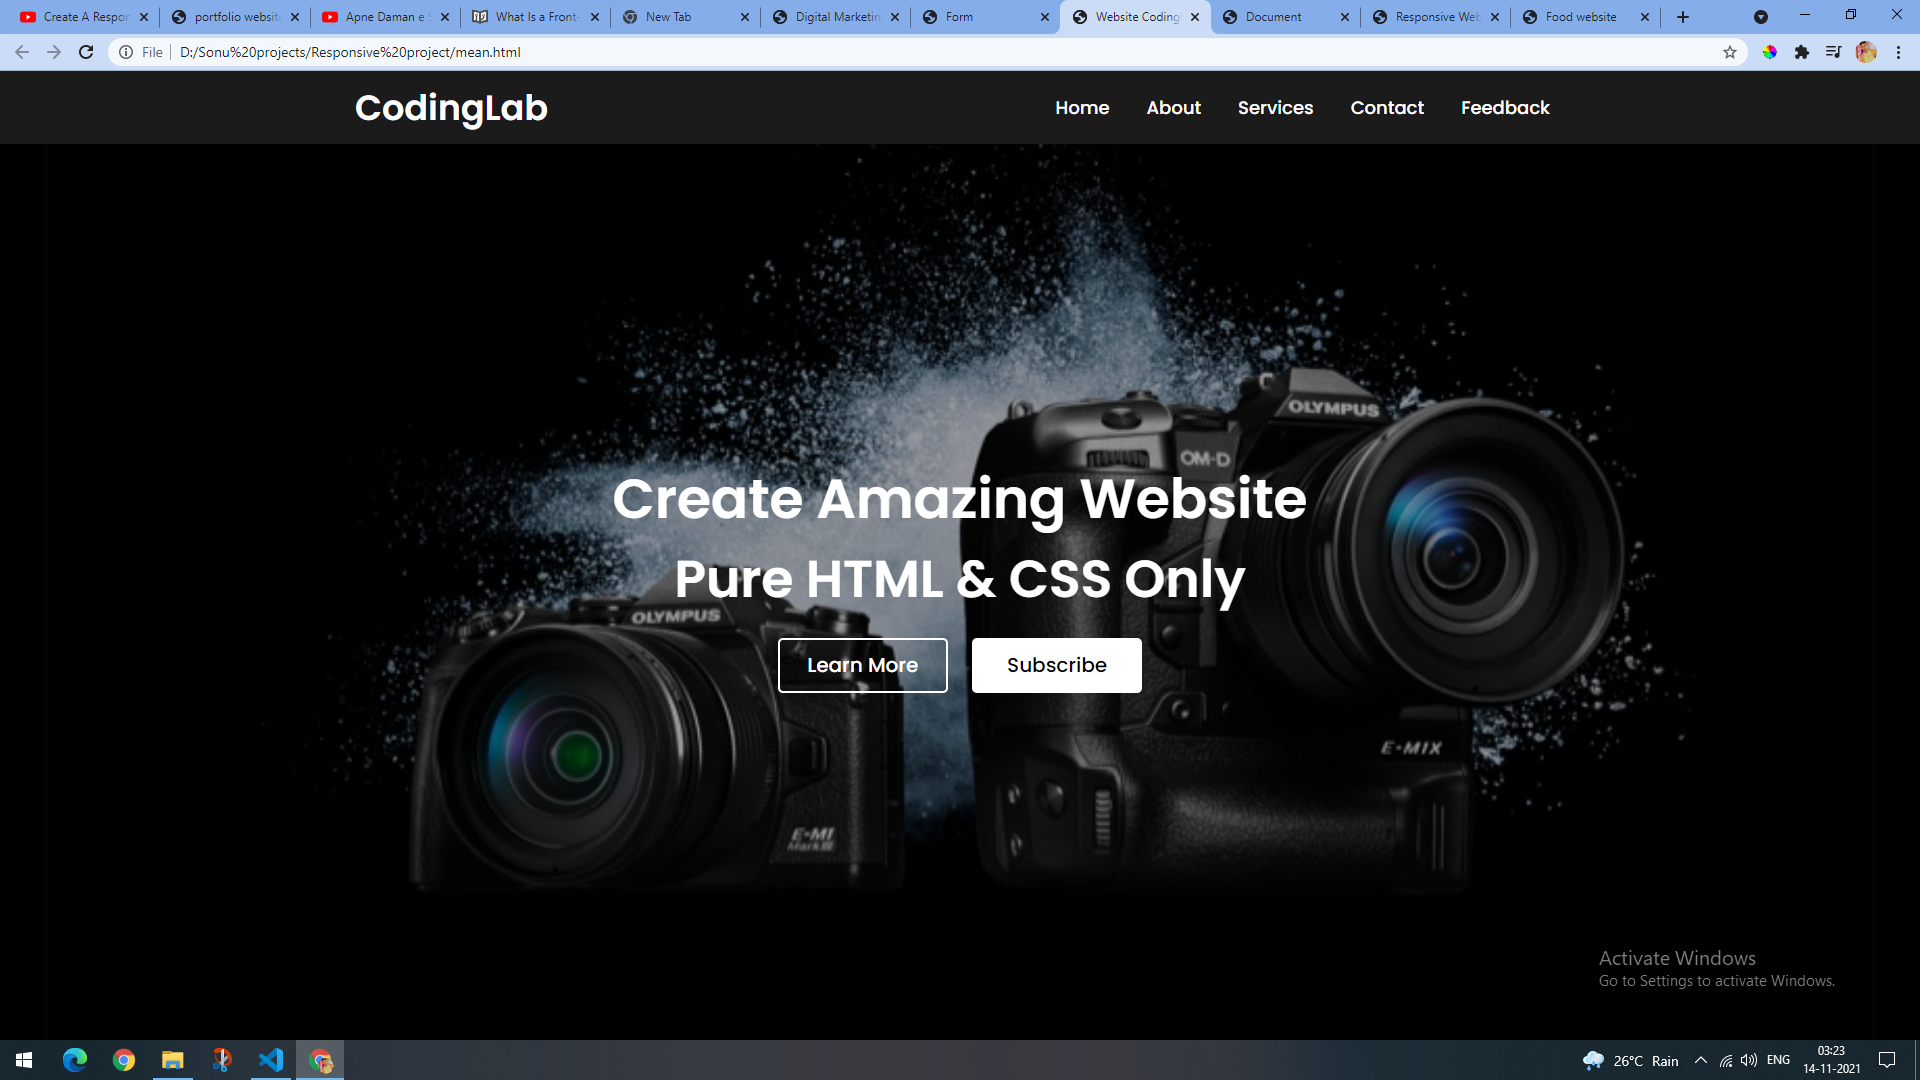 Create A Respon
portfolio website
Apne Daman e S
What Is a Front-
New Tab
Digital Marketin
Form
Website Coding
Document
Responsive Web
Food website
File
D:/Sonu%20projects/Responsive%20project/mean.html
CodingLab
Home
About
Services
Contact
Feedback
OLYMPUS
OM-D
Create Amazing Website
Pure HTML & CSS Only
OLYMPUS
Learn More
Subscribe
E-M1X
E-M1
Mark III
Activate Windows
Go to Settings to activate Windows.
26°C Rain
ENG
03:23
14-11-2021